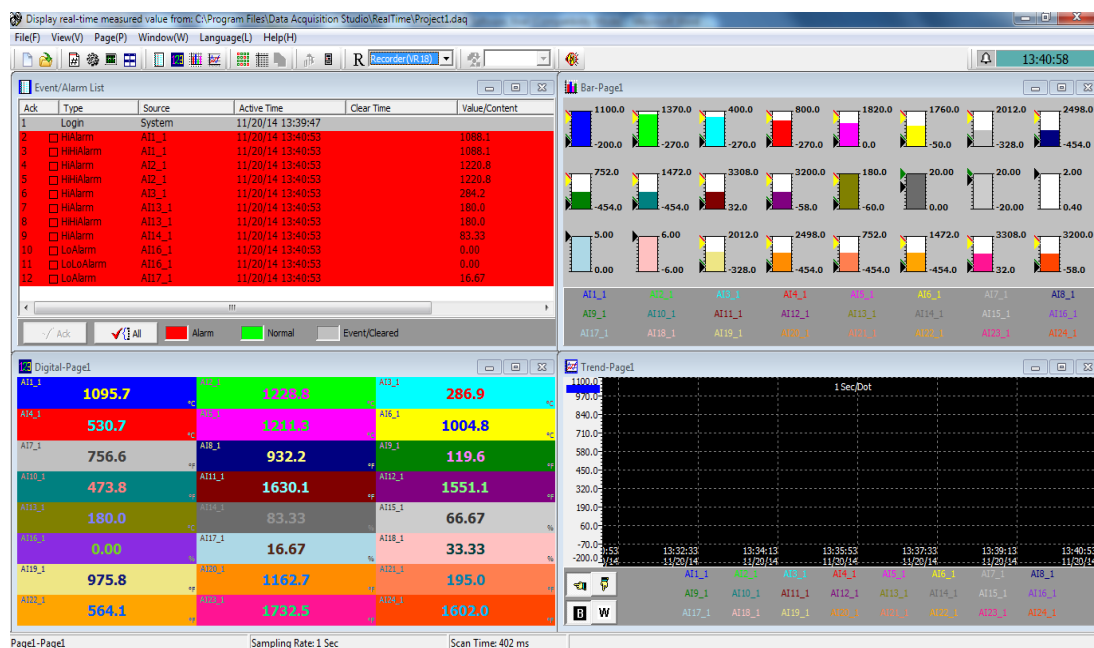 Display real-time measured value from: C:\Program Files\Data Acquisition Studio\RealTime\Project1.daq
File(F) View(V) Page(P) Window(W) Language(L) Help(H)
R Recorder(VR18) 13:40:58
Event/Alarm List
Ack Type Source Active Time Clear Time Value/Content
1 Login System 11/20/14 13:39:47
2 HiAlarm AI1_1 11/20/14 13:40:53 1088.1
3 HiHiAlarm AI1_1 11/20/14 13:40:53 1088.1
4 HiAlarm AI2_1 11/20/14 13:40:53 1220.8
5 HiHiAlarm AI2_1 11/20/14 13:40:53 1220.8
6 HiAlarm AI3_1 11/20/14 13:40:53 284.2
7 HiAlarm AI13_1 11/20/14 13:40:53 180.0
8 HiHiAlarm AI13_1 11/20/14 13:40:53 180.0
9 HiAlarm AI14_1 11/20/14 13:40:53 83.33
10 LoAlarm AI16_1 11/20/14 13:40:53 0.00
11 LoLoAlarm AI16_1 11/20/14 13:40:53 0.00
12 LoAlarm AI17_1 11/20/14 13:40:53 16.67
Ack All Alarm Normal Event/Cleared
Bar-Page1
1100.0 1370.0 400.0 800.0 1820.0 1760.0 2012.0 2498.0
-200.0 -270.0 -270.0 -270.0 0.0 -50.0 -328.0 -454.0
752.0 1472.0 3308.0 3200.0 180.0 20.00 20.00 2.00
-454.0 -454.0 32.0 -58.0 -60.0 0.00 -20.00 0.40
5.00 6.00 2012.0 2498.0 752.0 1472.0 3308.0 3200.0
0.00 -6.00 -328.0 -454.0 -454.0 -454.0 32.0 -58.0
AI1_1 AI2_1 AI3_1 AI4_1 AI5_1 AI6_1 AI7_1 AI8_1
AI9_1 AI10_1 AI11_1 AI12_1 AI13_1 AI14_1 AI15_1 AI16_1
AI17_1 AI18_1 AI19_1 AI20_1 AI21_1 AI22_1 AI23_1 AI24_1
Digital-Page1
AI1_1 1095.7 °C AI2_1 1228.8 °C AI3_1 286.9 °C
AI4_1 530.7 °C AI5_1 1211.3 °C AI6_1 1004.8 °C
AI7_1 756.6 °F AI8_1 932.2 °F AI9_1 119.6 °F
AI10_1 473.8 °F AI11_1 1630.1 °F AI12_1 1551.1 °F
AI13_1 180.0 °C AI14_1 83.33 % AI15_1 66.67 %
AI16_1 0.00 % AI17_1 16.67 % AI18_1 33.33 %
AI19_1 975.8 °F AI20_1 1162.7 °F AI21_1 195.0 °F
AI22_1 564.1 °F AI23_1 1732.5 °F AI24_1 1602.0 °F
Trend-Page1
1 Sec/Dot
1100.0
970.0
840.0
710.0
580.0
450.0
320.0
190.0
60.0
-70.0
-200.0
:53 13:32:33 13:34:13 13:35:53 13:37:33 13:39:13 13:40:53
/14 11/20/14 11/20/14 11/20/14 11/20/14 11/20/14 11/20/14
AI1_1 AI2_1 AI3_1 AI4_1 AI5_1 AI6_1 AI7_1 AI8_1
AI9_1 AI10_1 AI11_1 AI12_1 AI13_1 AI14_1 AI15_1 AI16_1
AI17_1 AI18_1 AI19_1 AI20_1 AI21_1 AI22_1 AI23_1 AI24_1
B W
Page1-Page1 Sampling Rate: 1 Sec Scan Time: 402 ms